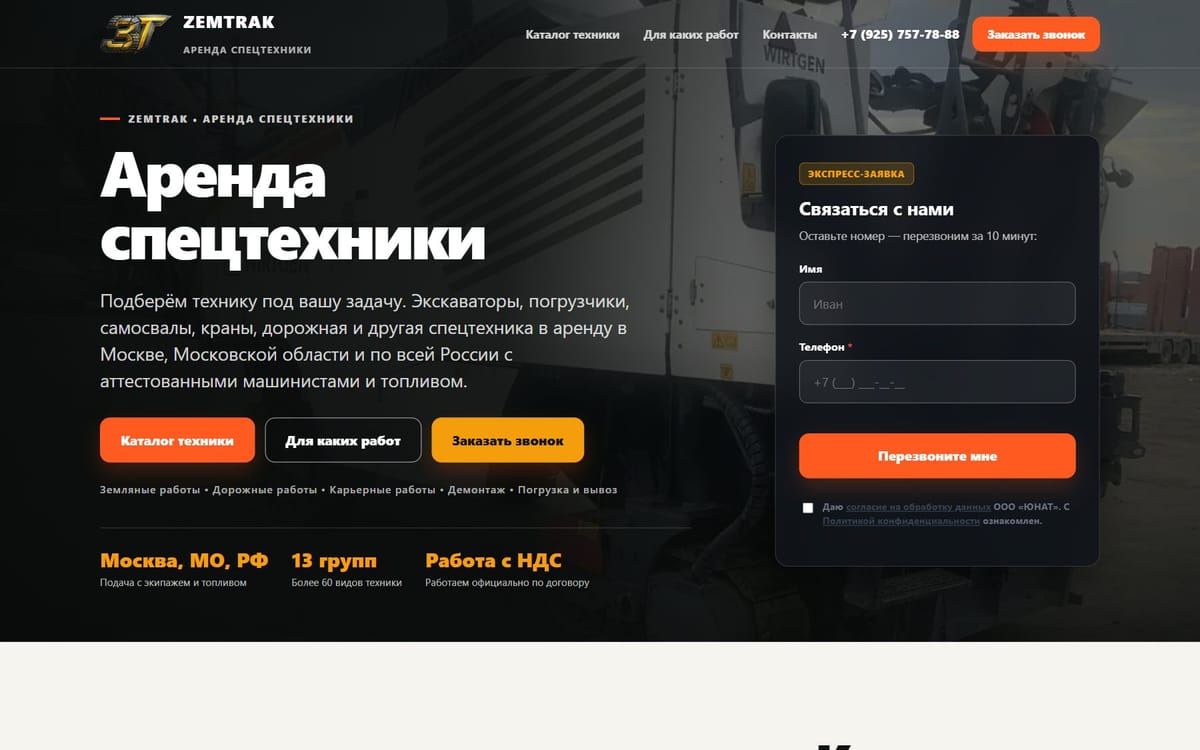 ЗТ
ZEMTRAK
АРЕНДА СПЕЦТЕХНИКИ
Каталог техники
Для каких работ
Контакты
+7 (925) 757-78-88
Заказать звонок
WIRTGEN
ZEMTRAK • АРЕНДА СПЕЦТЕХНИКИ
Аренда
спецтехники
WIRTGEN
Подберём технику под вашу задачу. Экскаваторы, погрузчики,
самосвалы, краны, дорожная и другая спецтехника в аренду в
Москве, Московской области и по всей России с
аттестованными машинистами и топливом.
Каталог техники
Для каких работ
Заказать звонок
Земляные работы • Дорожные работы • Карьерные работы • Демонтаж • Погрузка и вывоз
Москва, МО, РФ
Подача с экипажем и топливом
13 групп
Более 60 видов техники
Работа с НДС
Работаем официально по договору
ЭКСПРЕСС-ЗАЯВКА
Связаться с нами
Оставьте номер — перезвоним за 10 минут:
Имя
Иван
Телефон *
+7 (__) ___-__-__
Перезвоните мне
Даю согласие на обработку данных ООО «ЮНАТ». С
Политикой конфиденциальности ознакомлен.